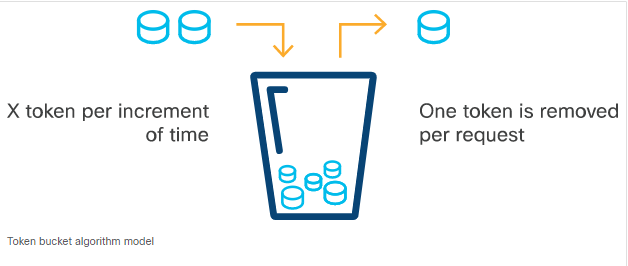 X token per increment
of time
One token is removed
per request
Token bucket algorithm model